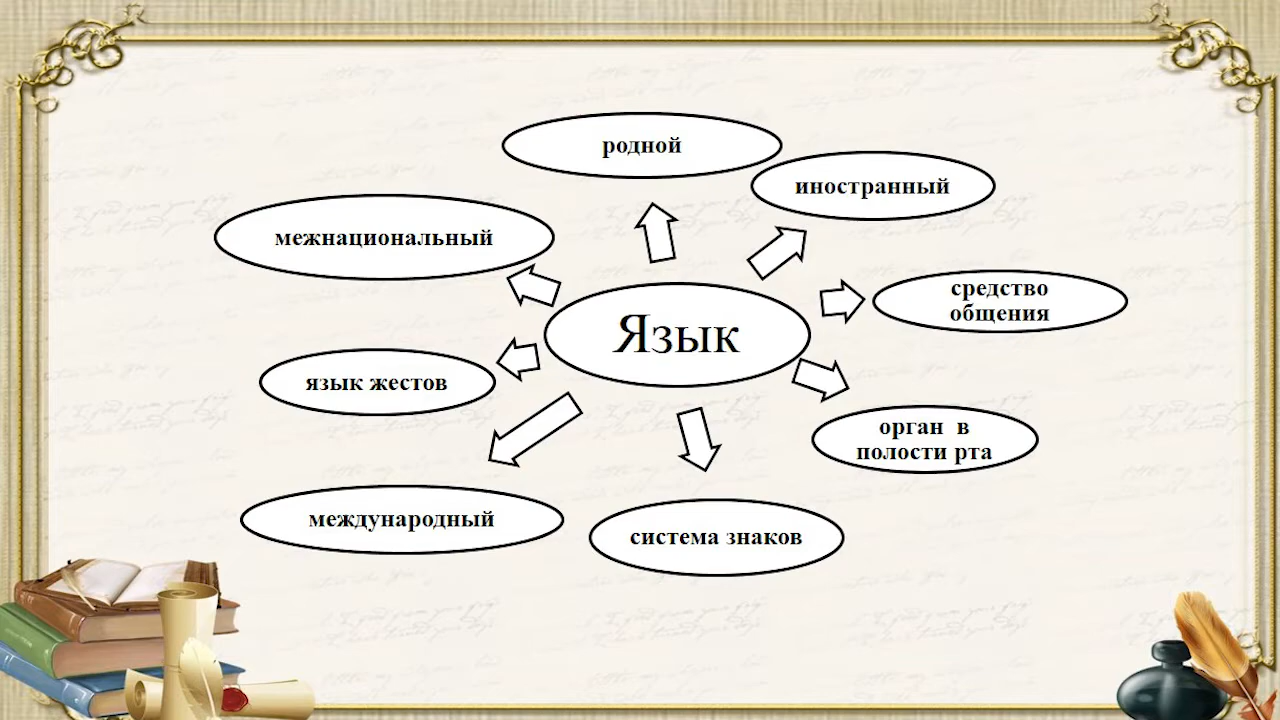 родной
иностранный
межнациональный
средство
общения
Язык
язык жестов
орган в
полости рта
международный
система знаков